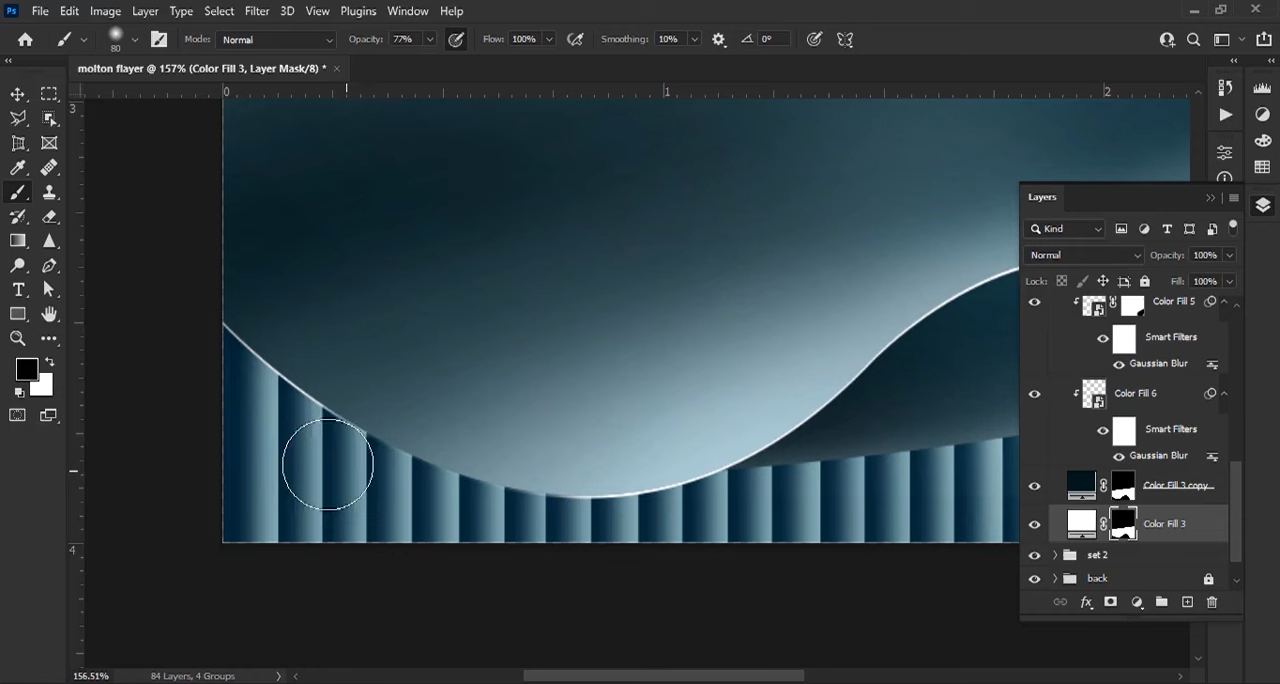 Ps File Edit Image Layer Type Select Filter 3D View Plugins Window Help
80 Mode: Normal Opacity: 77% Flow: 100% Smoothing: 10% 0°
molton flayer @ 157% (Color Fill 3, Layer Mask/8) * ×
0 1 2
3
4
Layers
Kind
Normal Opacity: 100%
Lock: Fill: 100%
Color Fill 5
Smart Filters
Gaussian Blur
Color Fill 6
Smart Filters
Gaussian Blur
Color Fill 3 copy
Color Fill 3
set 2
back
fx
156.51% 84 Layers, 4 Groups